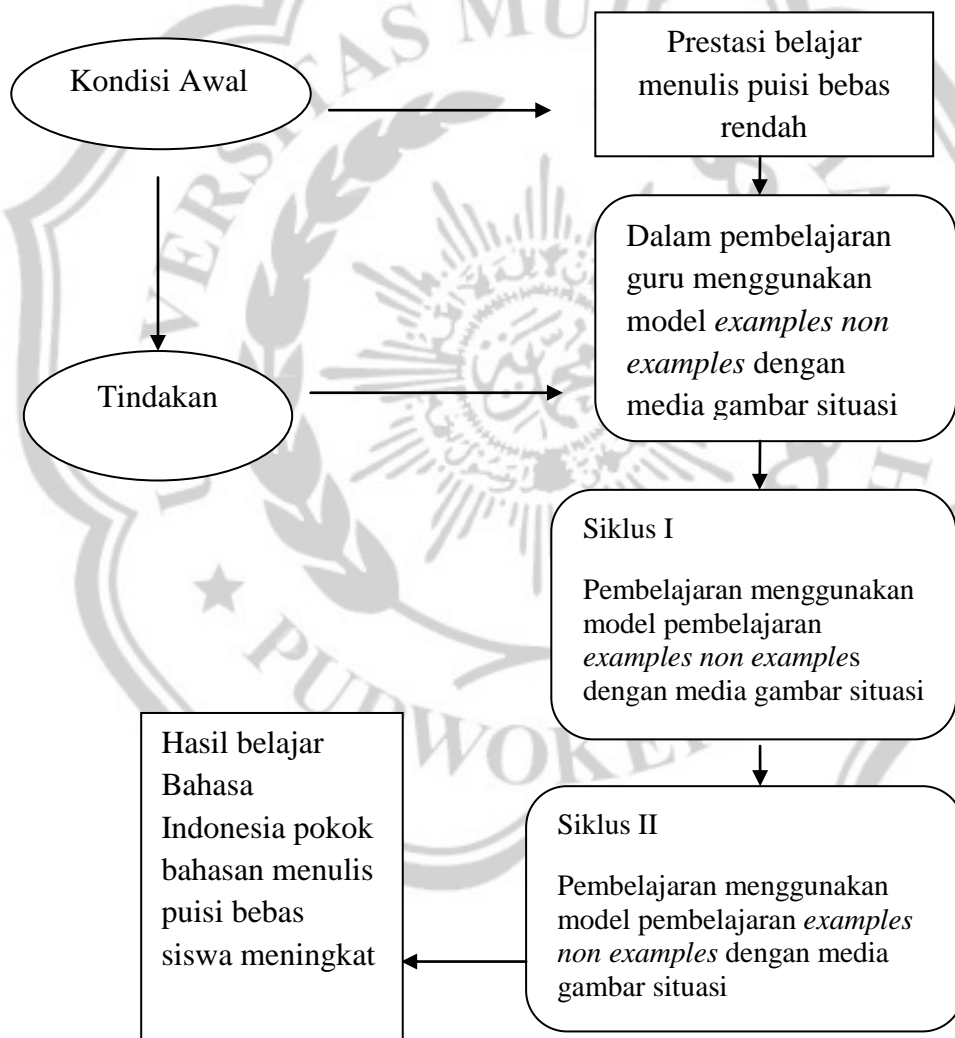 Kondisi Awal
Prestasi belajar
menulis puisi bebas
rendah
Dalam pembelajaran
guru menggunakan
model examples non
examples dengan
media gambar situasi
Tindakan
Siklus I
Pembelajaran menggunakan
model pembelajaran
examples non examples
dengan media gambar situasi
Siklus II
Pembelajaran menggunakan
model pembelajaran examples
non examples dengan media
gambar situasi
Hasil belajar
Bahasa
Indonesia pokok
bahasan menulis
puisi bebas
siswa meningkat